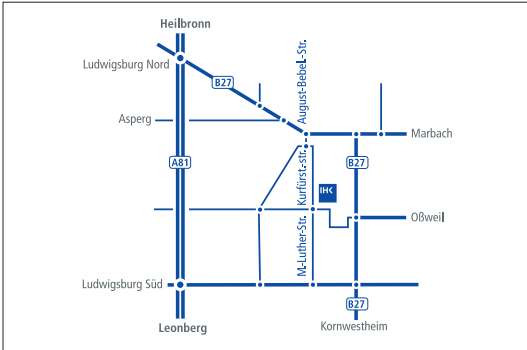 Heilbronn
Ludwigsburg Nord
B27
August-Bebel-Str.
Asperg
Marbach
A81
B27
Kurfürst.-str.
IHK
M.-Luther-Str.
Oßweil
Ludwigsburg Süd
B27
Leonberg
Kornwestheim